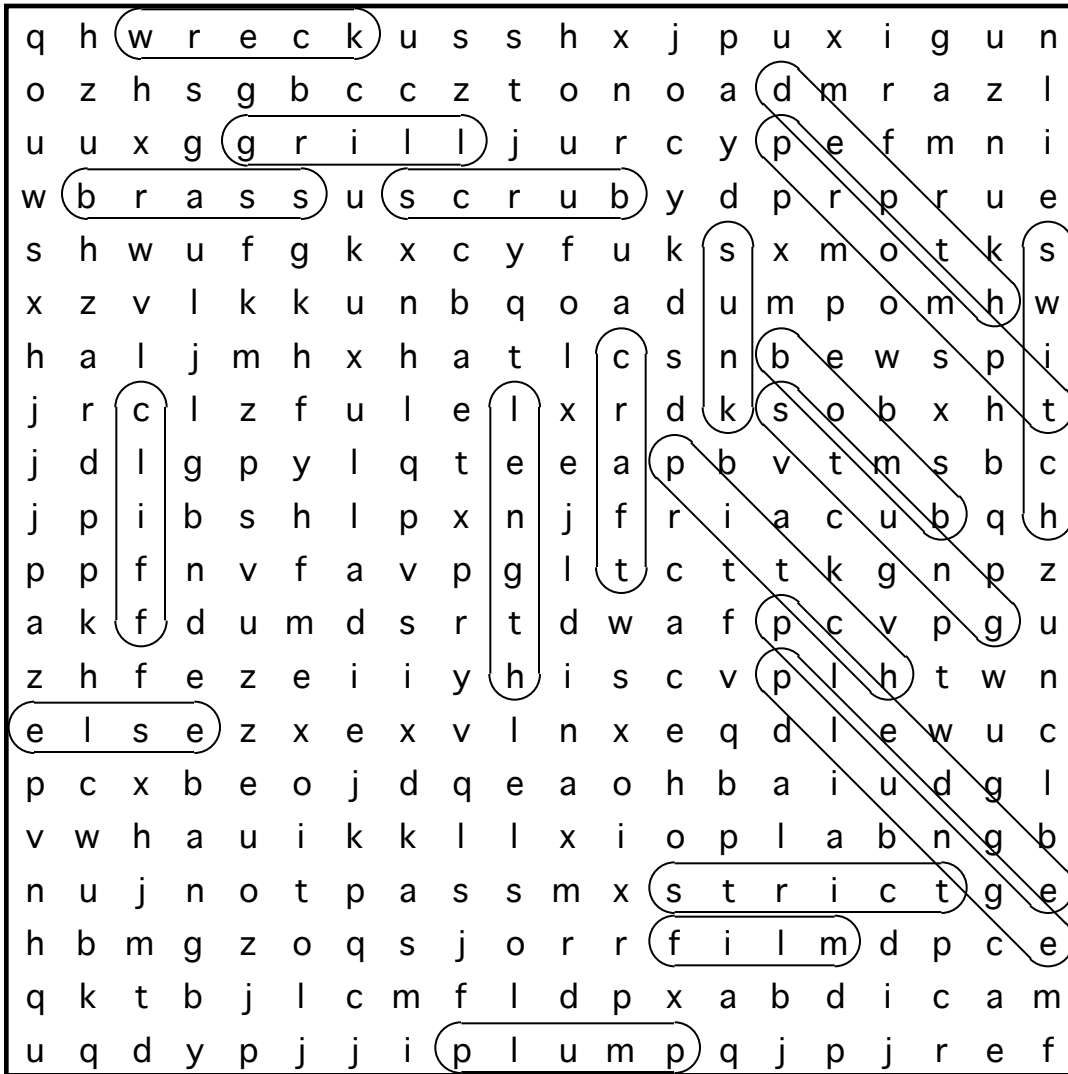 q h w r e c k u s s h x j p u x i g u n
o z h s g b c c z t o n o a d m r a z l
u u x g g r i l l j u r c y p e f m n i
w b r a s s u s c r u b y d p r p r u e
s h w u f g k x c y f u k s x m o t k s
x z v l k k u n b q o a d u m p o m h w
h a l j m h x h a t l c s n b e w s p i
j r c l z f u l e l x r d k s o b x h t
j d l g p y l q t e e a p b v t m s b c
j p i b s h l p x n j f r i a c u b q h
p p f n v f a v p g l t c t t k g n p z
a k f d u m d s r t d w a f p c v p g u
z h f e z e i i y h i s c v p l h t w n
e l s e z x e x v l n x e q d l e w u c
p c x b e o j d q e a o h b a i u d g l
v w h a u i k k l l x i o p l a b n g b
n u j n o t p a s s m x s t r i c t g e
h b m g z o q s j o r r f i l m d p c e
q k t b j l c m f l d p x a b d i c a m
u q d y p j j i p l u m p q j p j r e f